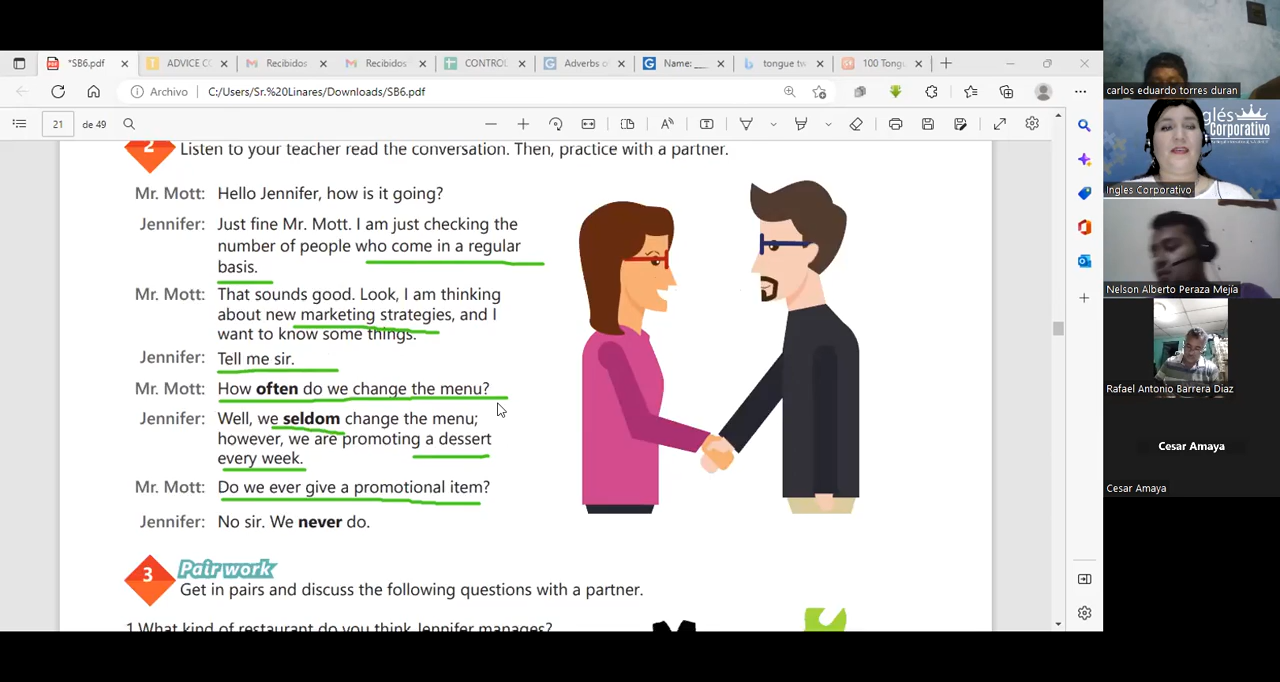 *SB6.pdf
ADVICE CO
Recibidos
Recibidos
CONTROL
Adverbs o
Name: ___
tongue tw
100 Tong
Archivo
C:/Users/Sr.%20Linares/Downloads/SB6.pdf
21
de 49
2 Listen to your teacher read the conversation. Then, practice with a partner.
Mr. Mott: Hello Jennifer, how is it going?
Jennifer: Just fine Mr. Mott. I am just checking the
number of people who come in a regular
basis.
Mr. Mott: That sounds good. Look, I am thinking
about new marketing strategies, and I
want to know some things.
Jennifer: Tell me sir.
Mr. Mott: How often do we change the menu?
Jennifer: Well, we seldom change the menu;
however, we are promoting a dessert
every week.
Mr. Mott: Do we ever give a promotional item?
Jennifer: No sir. We never do.
3 Pair work
Get in pairs and discuss the following questions with a partner.
1.What kind of restaurant do you think Jennifer manages?
carlos eduardo torres duran
glés
Corporativo
Ingles Corporativo
Nelson Alberto Peraza Mejía
Rafael Antonio Barrera Diaz
Cesar Amaya
Cesar Amaya